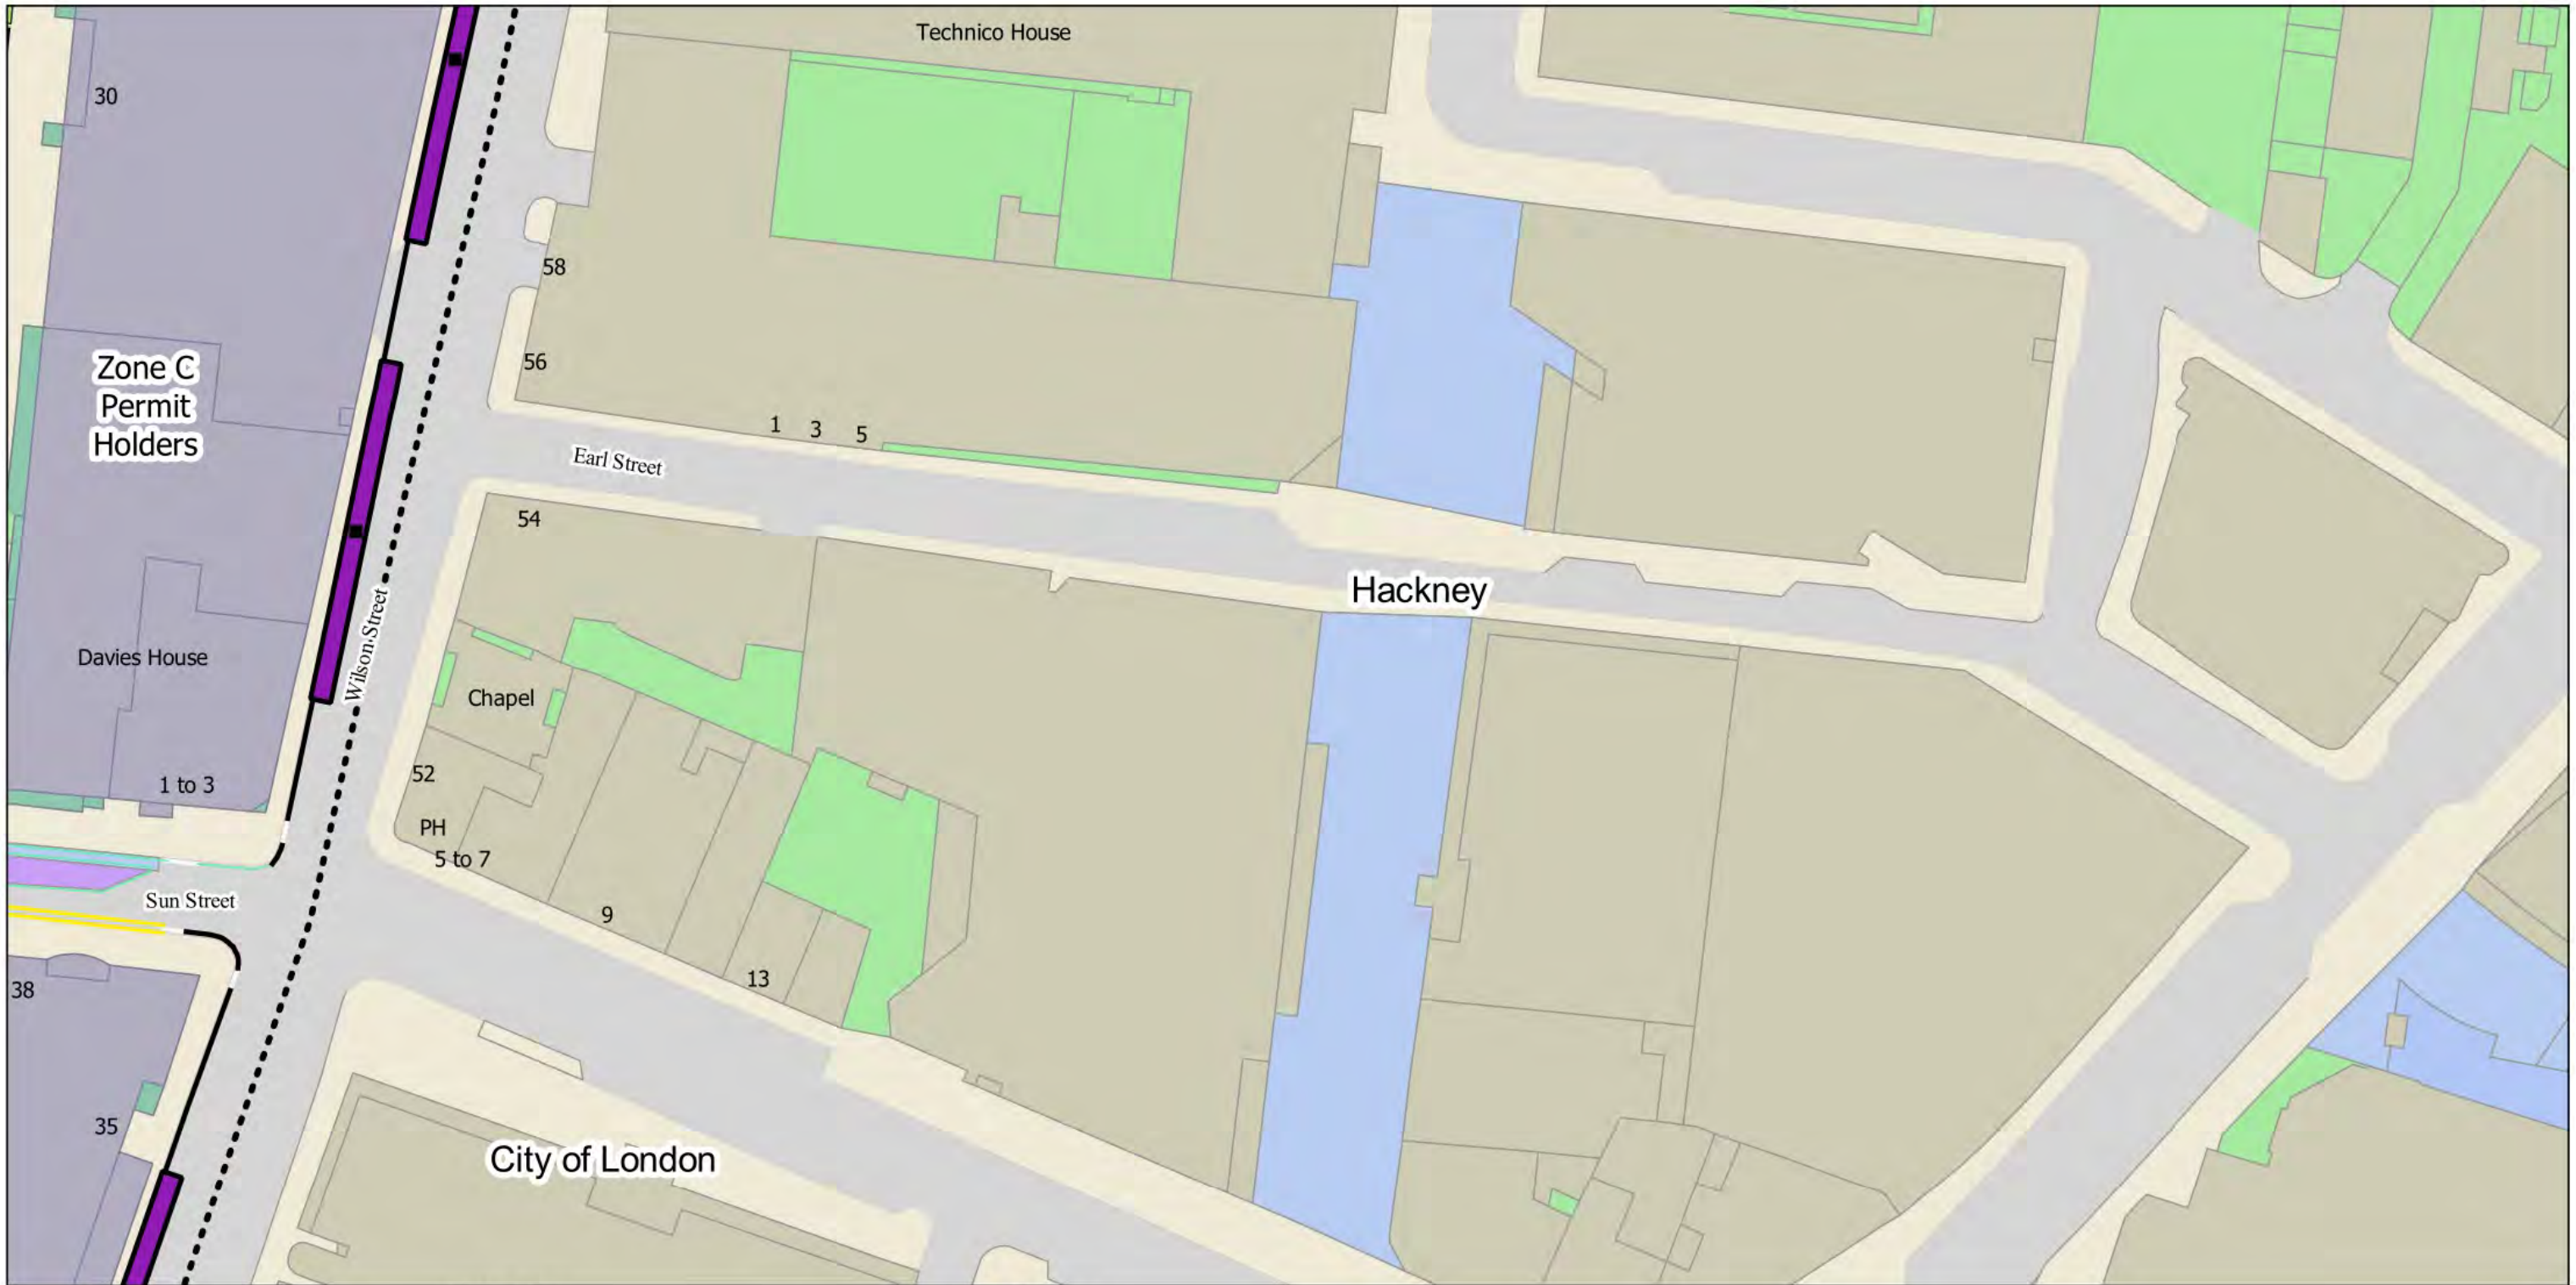 Technico House
30
58
56
Zone C
Permit
Holders
1 3 5
Earl Street
54
Hackney
Wilson Street
Davies House
Chapel
52
1 to 3
PH
5 to 7
Sun Street
9
13
38
35
City of London